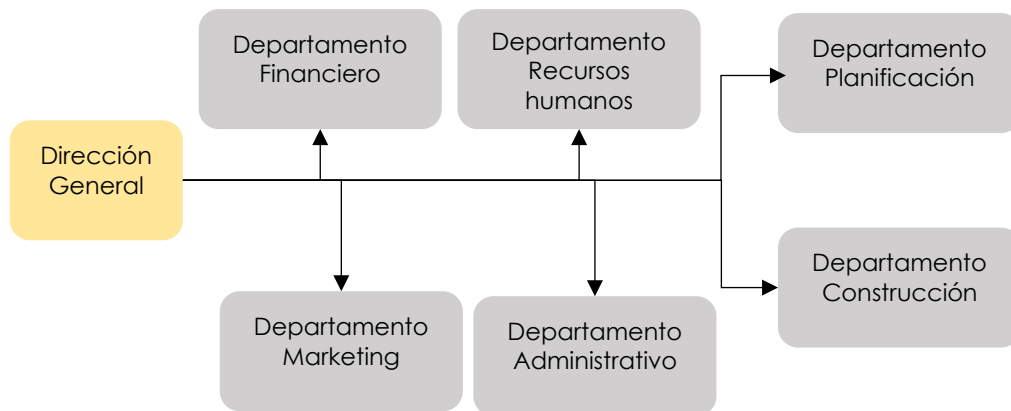 Departamento
Financiero
Departamento
Recursos
humanos
Departamento
Planificación
Dirección
General
Departamento
Marketing
Departamento
Administrativo
Departamento
Construcción